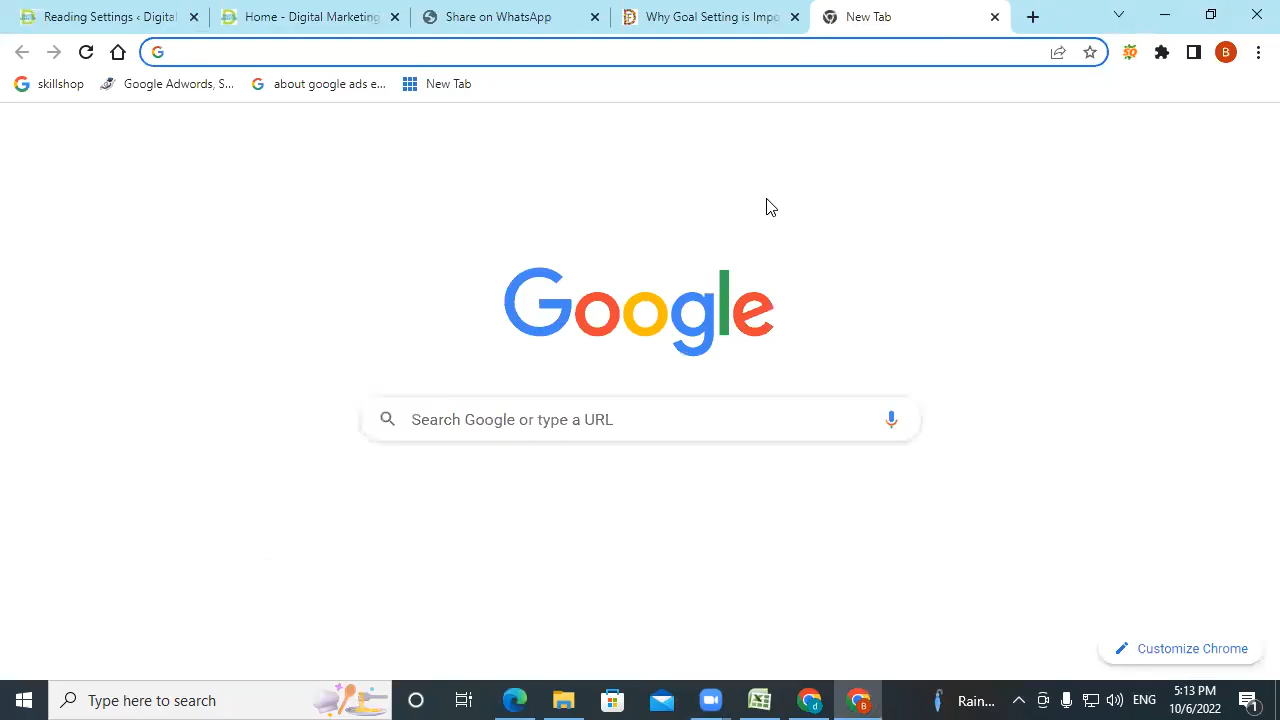 Reading Settings ‹ Digital
Home - Digital Marketing
Share on WhatsApp
Why Goal Setting is Impo
New Tab
B
skillshop
Google Adwords, S...
about google ads e...
New Tab
Google
Search Google or type a URL
Customize Chrome
Type here to search
d
B
Rain...
ENG
5:13 PM
10/6/2022
1